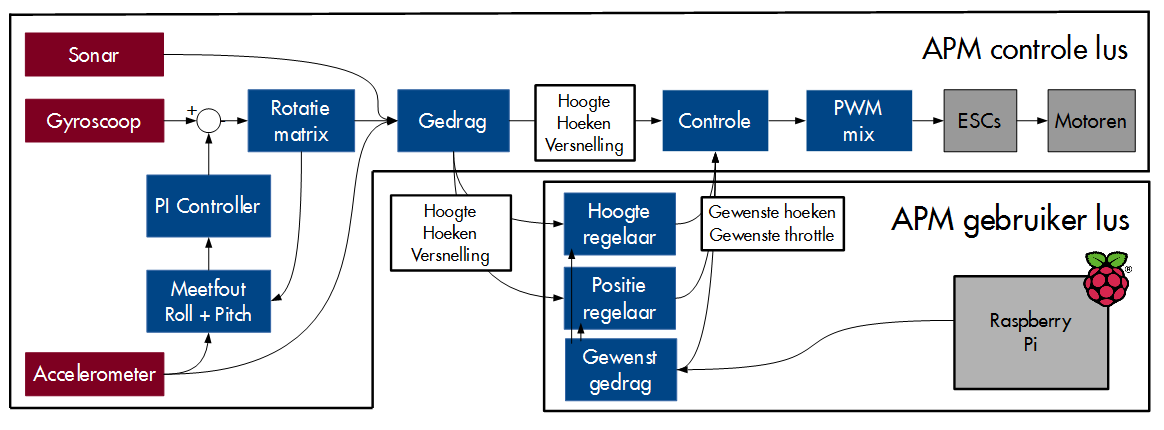 APM controle lus
Sonar
Gyroscoop
+
-
Rotatie
matrix
Gedrag
Hoogte
Hoeken
Versnelling
Controle
PWM
mix
ESCs
Motoren
PI Controller
Meetfout
Roll + Pitch
Accelerometer
Hoogte
Hoeken
Versnelling
APM gebruiker lus
Hoogte
regelaar
Gewenste hoeken
Gewenste throttle
Positie
regelaar
Gewenst
gedrag
Raspberry
Pi
®